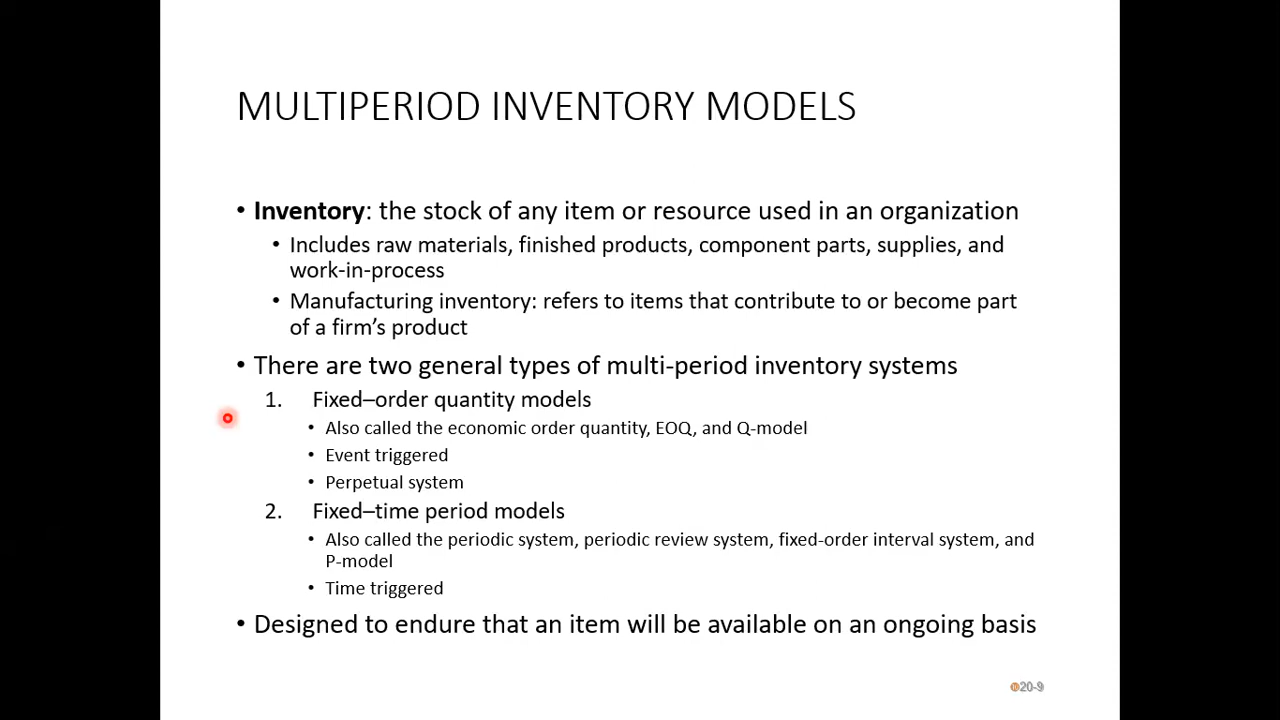 MULTIPERIOD INVENTORY MODELS
• Inventory: the stock of any item or resource used in an organization
• Includes raw materials, finished products, component parts, supplies, and
work-in-process
• Manufacturing inventory: refers to items that contribute to or become part
of a firm’s product
• There are two general types of multi-period inventory systems
1. Fixed–order quantity models
• Also called the economic order quantity, EOQ, and Q-model
• Event triggered
• Perpetual system
2. Fixed–time period models
• Also called the periodic system, periodic review system, fixed-order interval system, and
P-model
• Time triggered
• Designed to endure that an item will be available on an ongoing basis
20-9